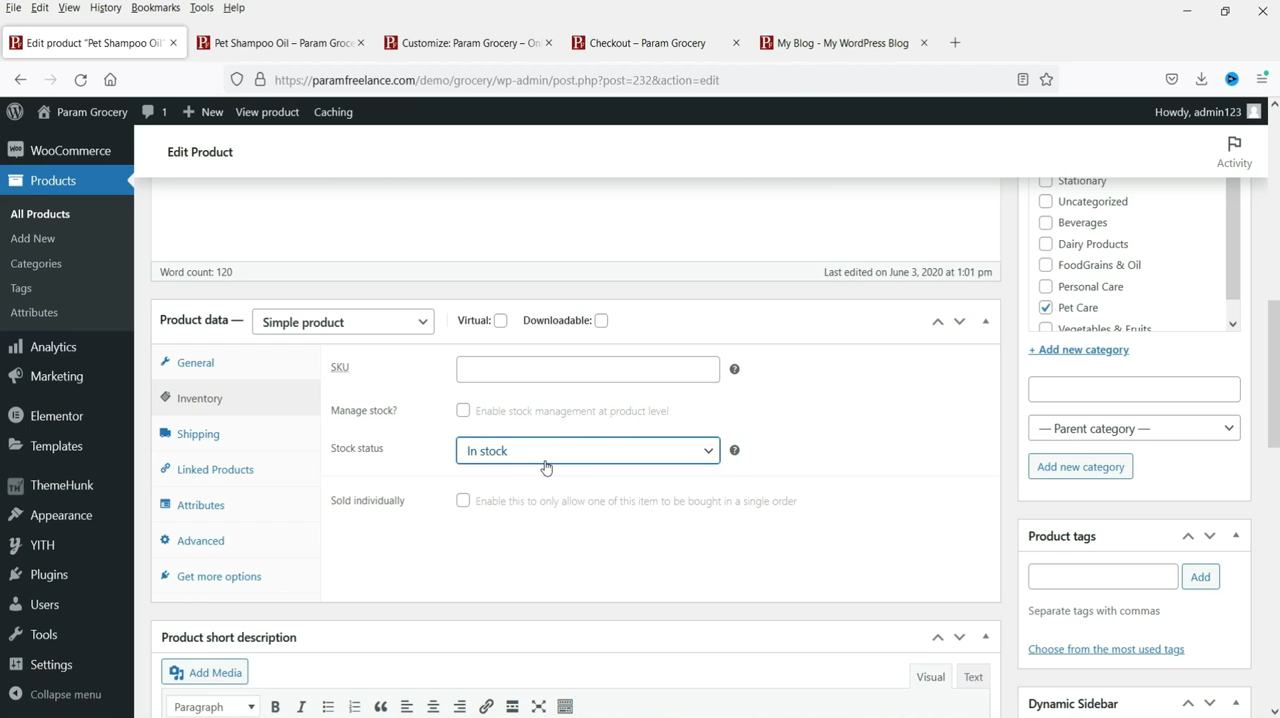 File Edit View History Bookmarks Tools Help
Edit product "Pet Shampoo Oil"
Pet Shampoo Oil – Param Groce
Customize: Param Grocery – On
Checkout – Param Grocery
My Blog - My WordPress Blog
https://paramfreelance.com/demo/grocery/wp-admin/post.php?post=232&action=edit
Param Grocery 1 New View product Caching Howdy, admin123
WooCommerce
Products
All Products
Add New
Categories
Tags
Attributes
Analytics
Marketing
Elementor
Templates
ThemeHunk
Appearance
YITH
Plugins
Users
Tools
Settings
Collapse menu
Edit Product
Activity
Word count: 120 Last edited on June 3, 2020 at 1:01 pm
Product data — Simple product Virtual: Downloadable:
General
Inventory
Shipping
Linked Products
Attributes
Advanced
Get more options
SKU
Manage stock? Enable stock management at product level
Stock status In stock
Sold individually Enable this to only allow one of this item to be bought in a single order
Product short description
Add Media
Visual Text
Paragraph
Stationary
Uncategorized
Beverages
Dairy Products
FoodGrains & Oil
Personal Care
Pet Care
Vegetables & Fruits
+ Add new category
— Parent category —
Add new category
Product tags
Add
Separate tags with commas
Choose from the most used tags
Dynamic Sidebar